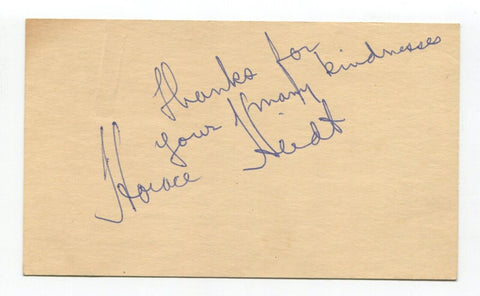 Thanks for
your many kindnesses
Horace Heidt